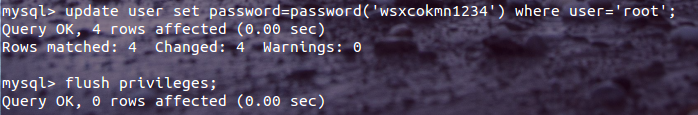 mysql> update user set password=password('wsxcokmn1234') where user='root';
Query OK, 4 rows affected (0.00 sec)
Rows matched: 4  Changed: 4  Warnings: 0
mysql> flush privileges;
Query OK, 0 rows affected (0.00 sec)